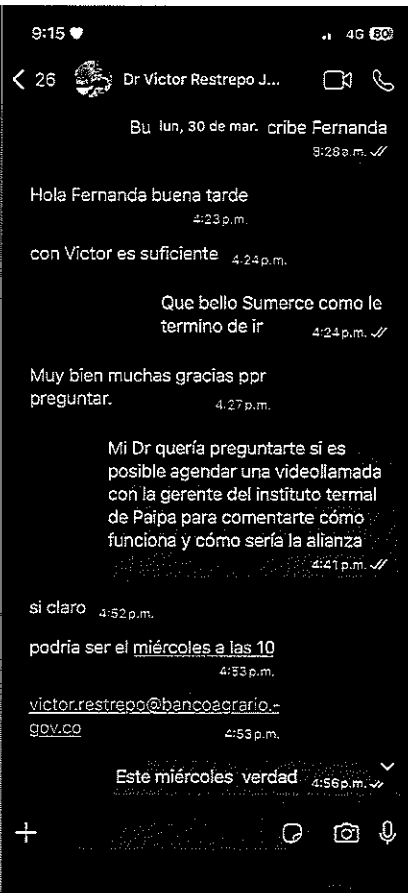 9:15
4G 80
26 Dr Victor Restrepo J...
Bu lun, 30 de mar. cribe Fernanda
9:28 a.m.
Hola Fernanda buena tarde
4:23 p.m.
con Victor es suficiente 4:24 p.m.
Que bello Sumerce como le
termino de ir 4:24 p.m.
Muy bien muchas gracias ppr
preguntar. 4:27 p.m.
Mi Dr quería preguntarte si es
posible agendar una videollamada
con la gerente del instituto termal
de Paipa para comentarte cómo
funciona y cómo sería la alianza
4:41 p.m.
si claro 4:52 p.m.
podria ser el miércoles a las 10
4:53 p.m.
victor.restrepo@bancoagrario.-
gov.co 4:53 p.m.
Este miércoles verdad 4:56 p.m.